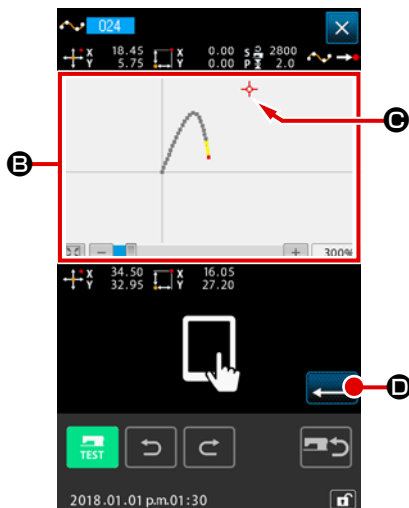 024
X 18.45 X 0.00 S 2800
Y 5.75 Y 0.00 P 2.0
C
B
300%
X 34.50 X 16.05
Y 32.95 Y 27.20
D
TEST
2018.01.01 p.m.01:30